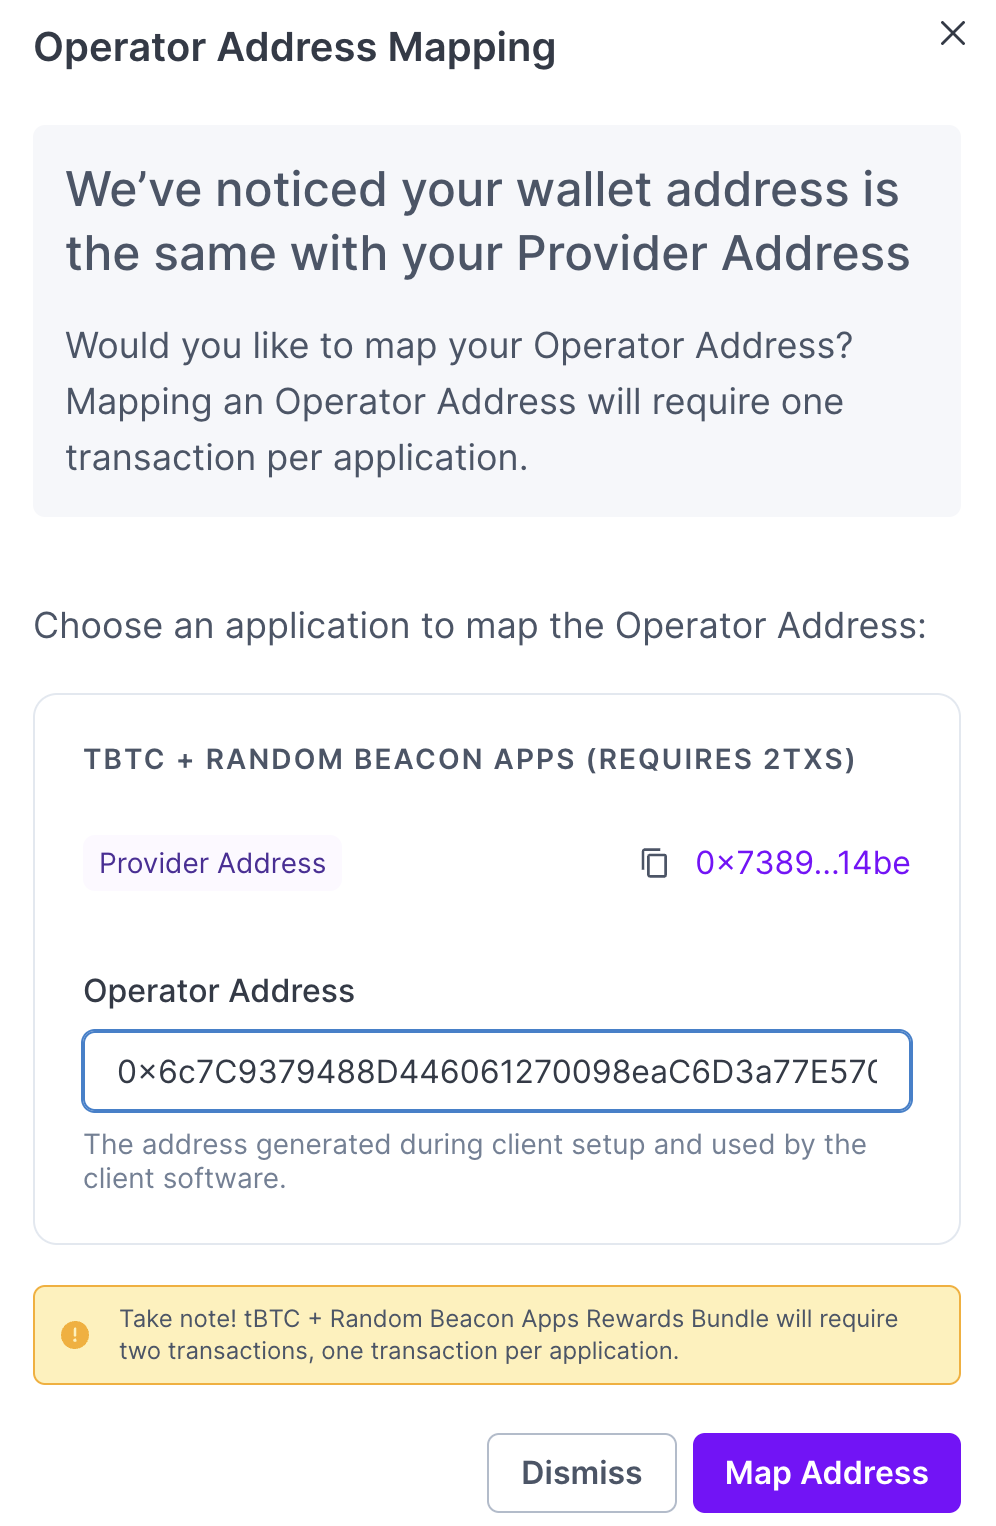 Operator Address Mapping
We’ve noticed your wallet address is
the same with your Provider Address
Would you like to map your Operator Address?
Mapping an Operator Address will require one
transaction per application.
Choose an application to map the Operator Address:
TBTC + RANDOM BEACON APPS (REQUIRES 2TXS)
Provider Address 0×7389...14be
Operator Address
0×6c7C9379488D446061270098eaC6D3a77E570
The address generated during client setup and used by the
client software.
Take note! tBTC + Random Beacon Apps Rewards Bundle will require
two transactions, one transaction per application.
Dismiss Map Address